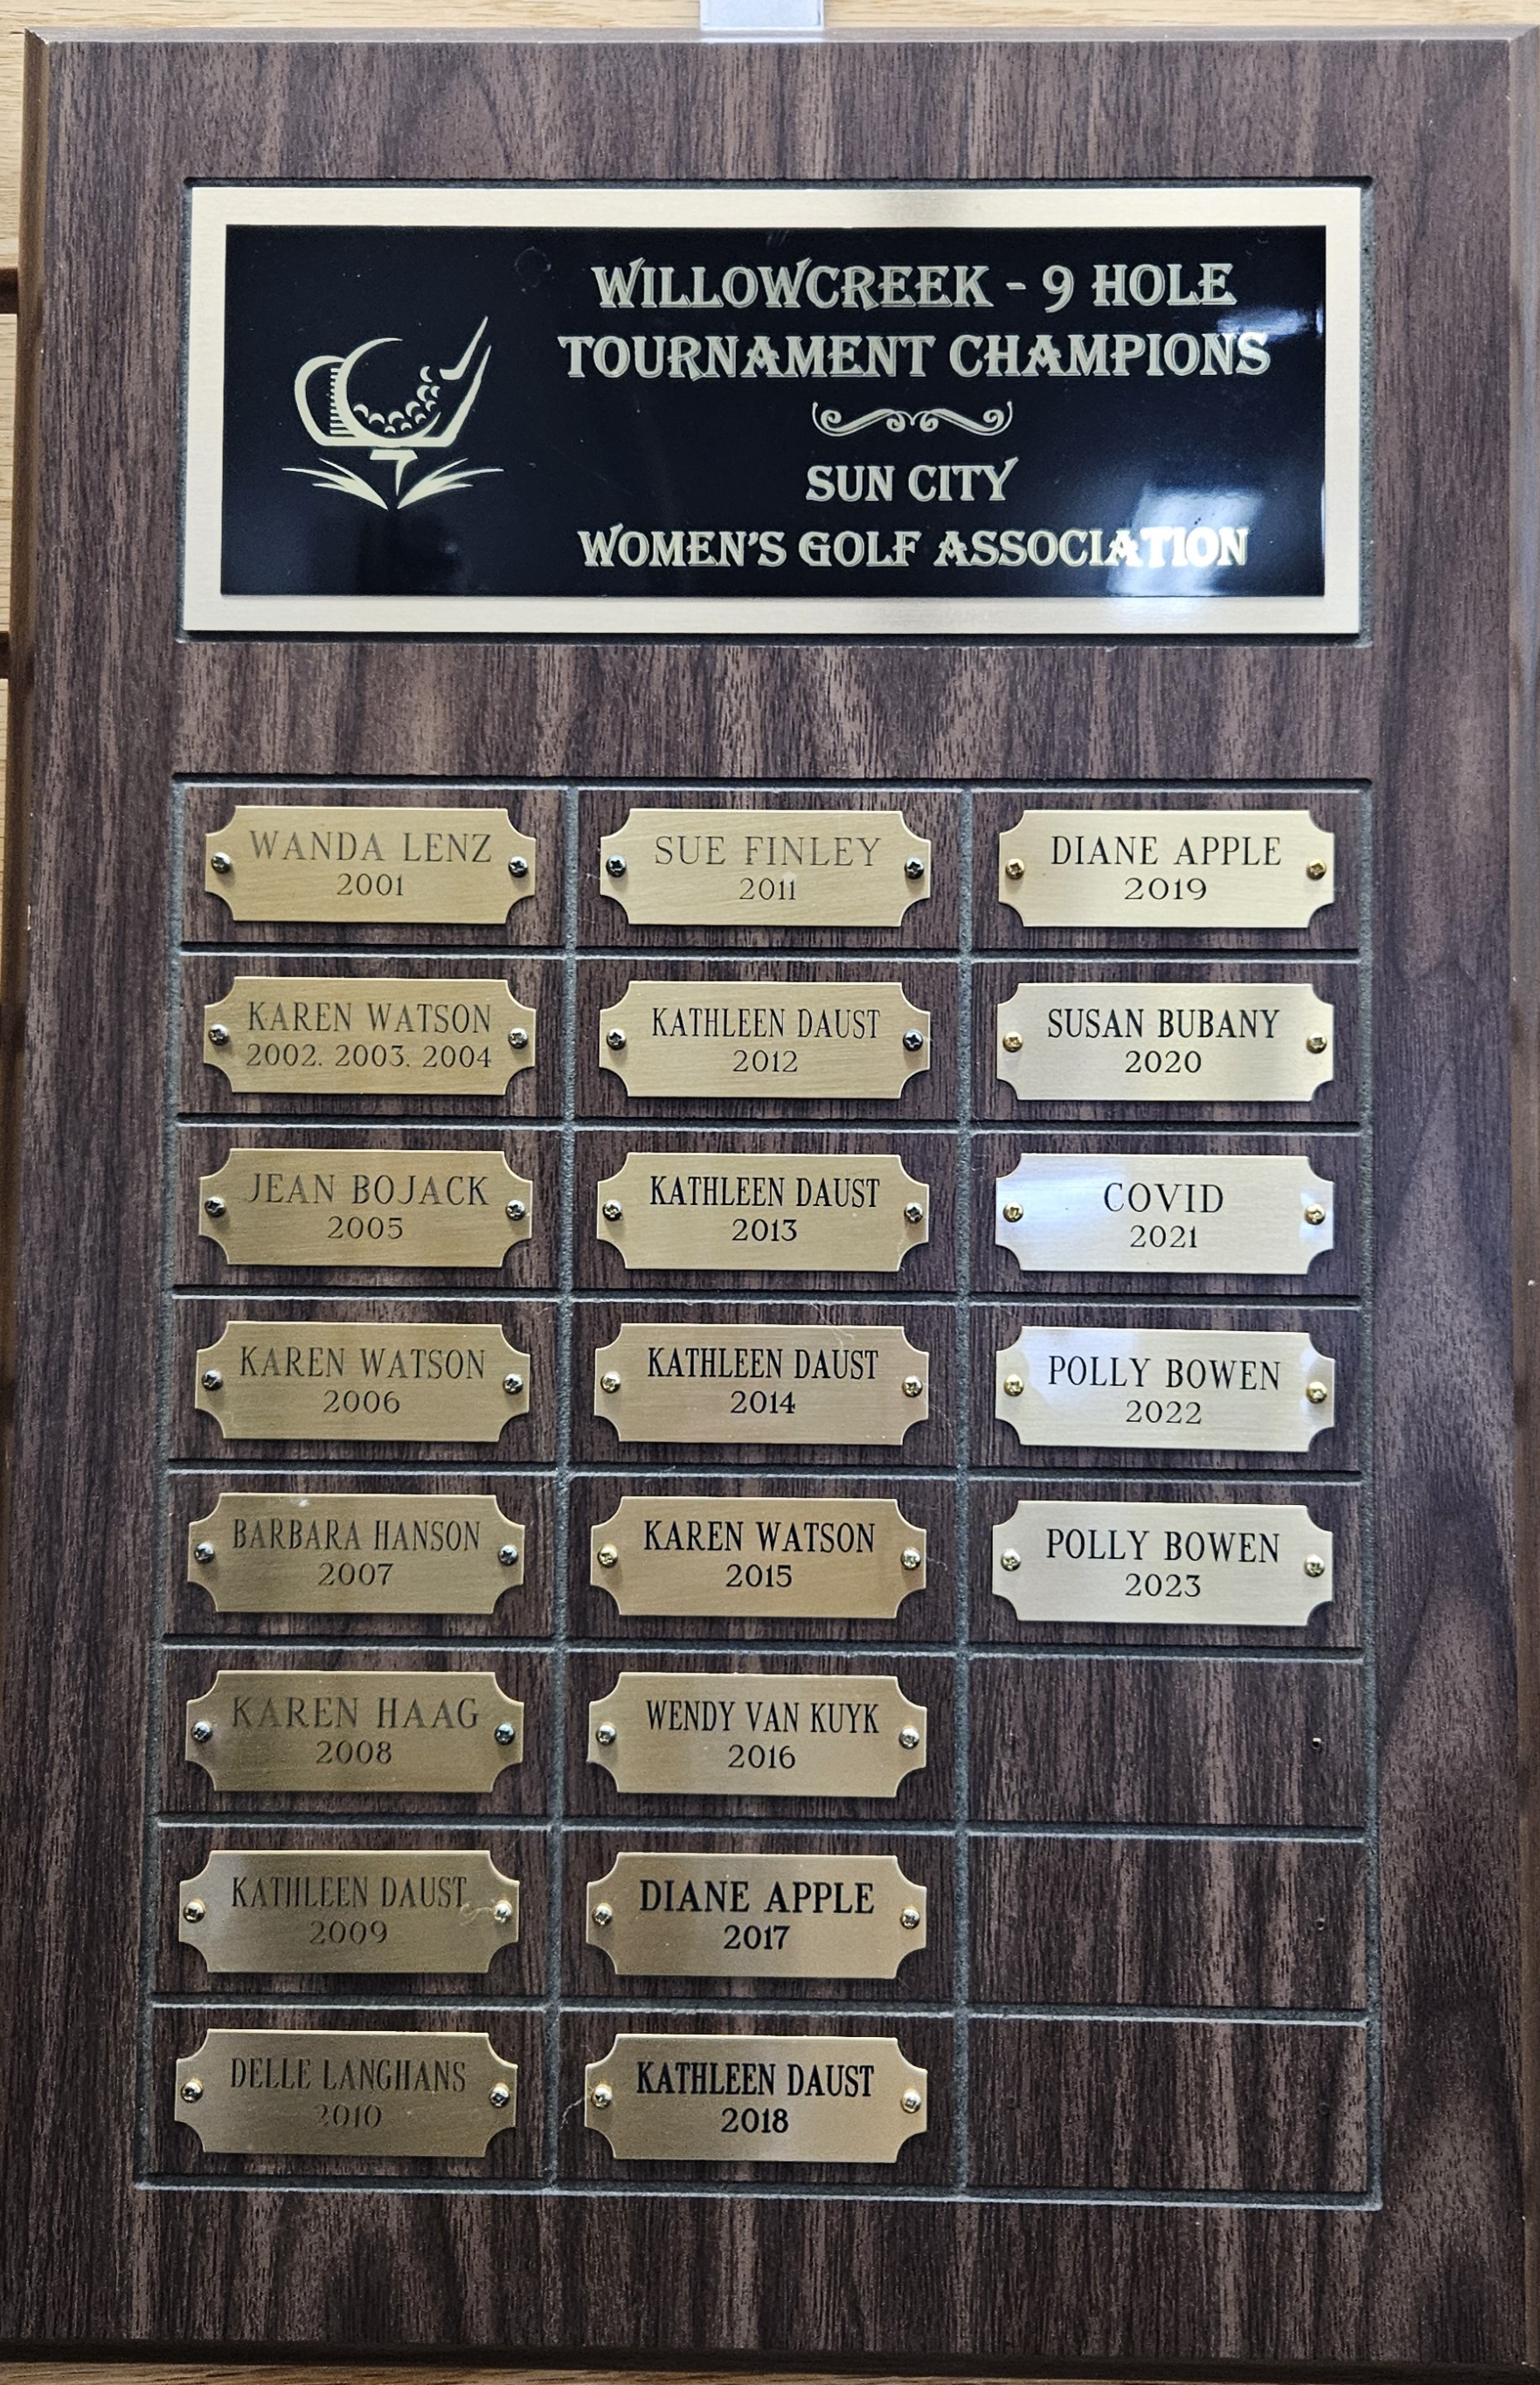 WILLOWCREEK - 9 HOLE
TOURNAMENT CHAMPIONS
SUN CITY
WOMEN'S GOLF ASSOCIATION
WANDA LENZ
2001
KAREN WATSON
2002. 2003. 2004
JEAN BOJACK
2005
KAREN WATSON
2006
BARBARA HANSON
2007
KAREN HAAG
2008
KATHLEEN DAUST
2009
DELLE LANGHANS
2010
SUE FINLEY
2011
KATHLEEN DAUST
2012
KATHLEEN DAUST
2013
KATHLEEN DAUST
2014
KAREN WATSON
2015
WENDY VAN KUYK
2016
DIANE APPLE
2017
KATHLEEN DAUST
2018
DIANE APPLE
2019
SUSAN BUBANY
2020
COVID
2021
POLLY BOWEN
2022
POLLY BOWEN
2023